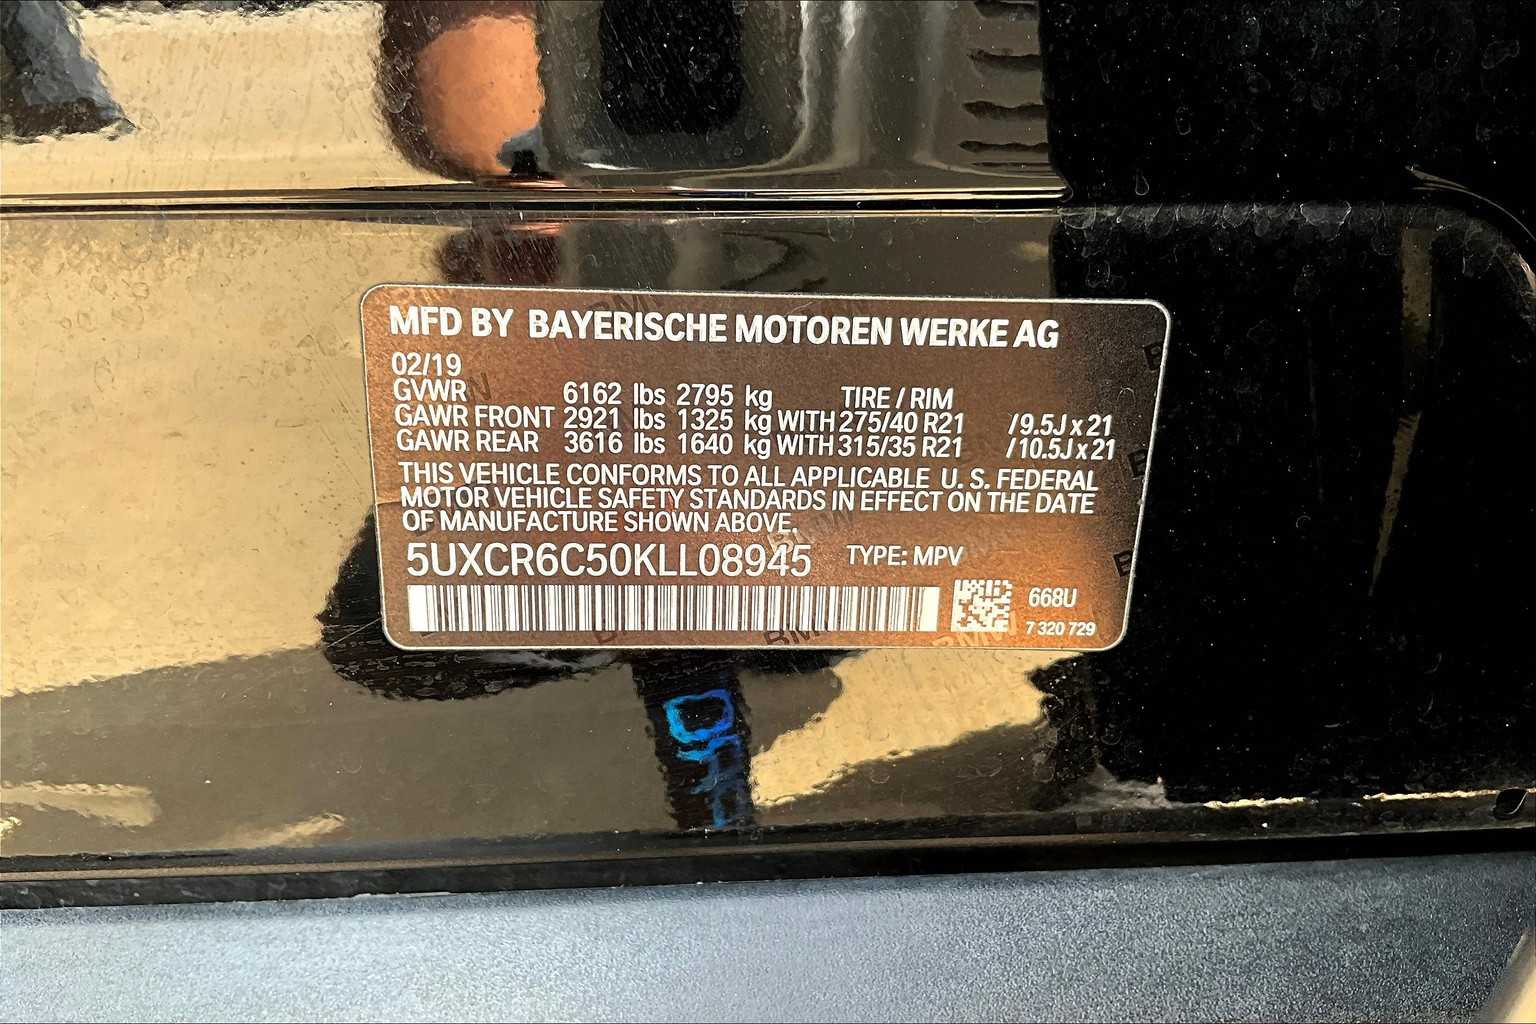 MFD BY BAYERISCHE MOTOREN WERKE AG
02/19
GVWR 6162 lbs 2795 kg TIRE / RIM
GAWR FRONT 2921 lbs 1325 kg WITH 275/40 R21 /9.5J x 21
GAWR REAR 3616 lbs 1640 kg WITH 315/35 R21 /10.5J x 21
THIS VEHICLE CONFORMS TO ALL APPLICABLE U. S. FEDERAL
MOTOR VEHICLE SAFETY STANDARDS IN EFFECT ON THE DATE
OF MANUFACTURE SHOWN ABOVE.
5UXCR6C50KLL08945 TYPE: MPV
668U
7 320 729